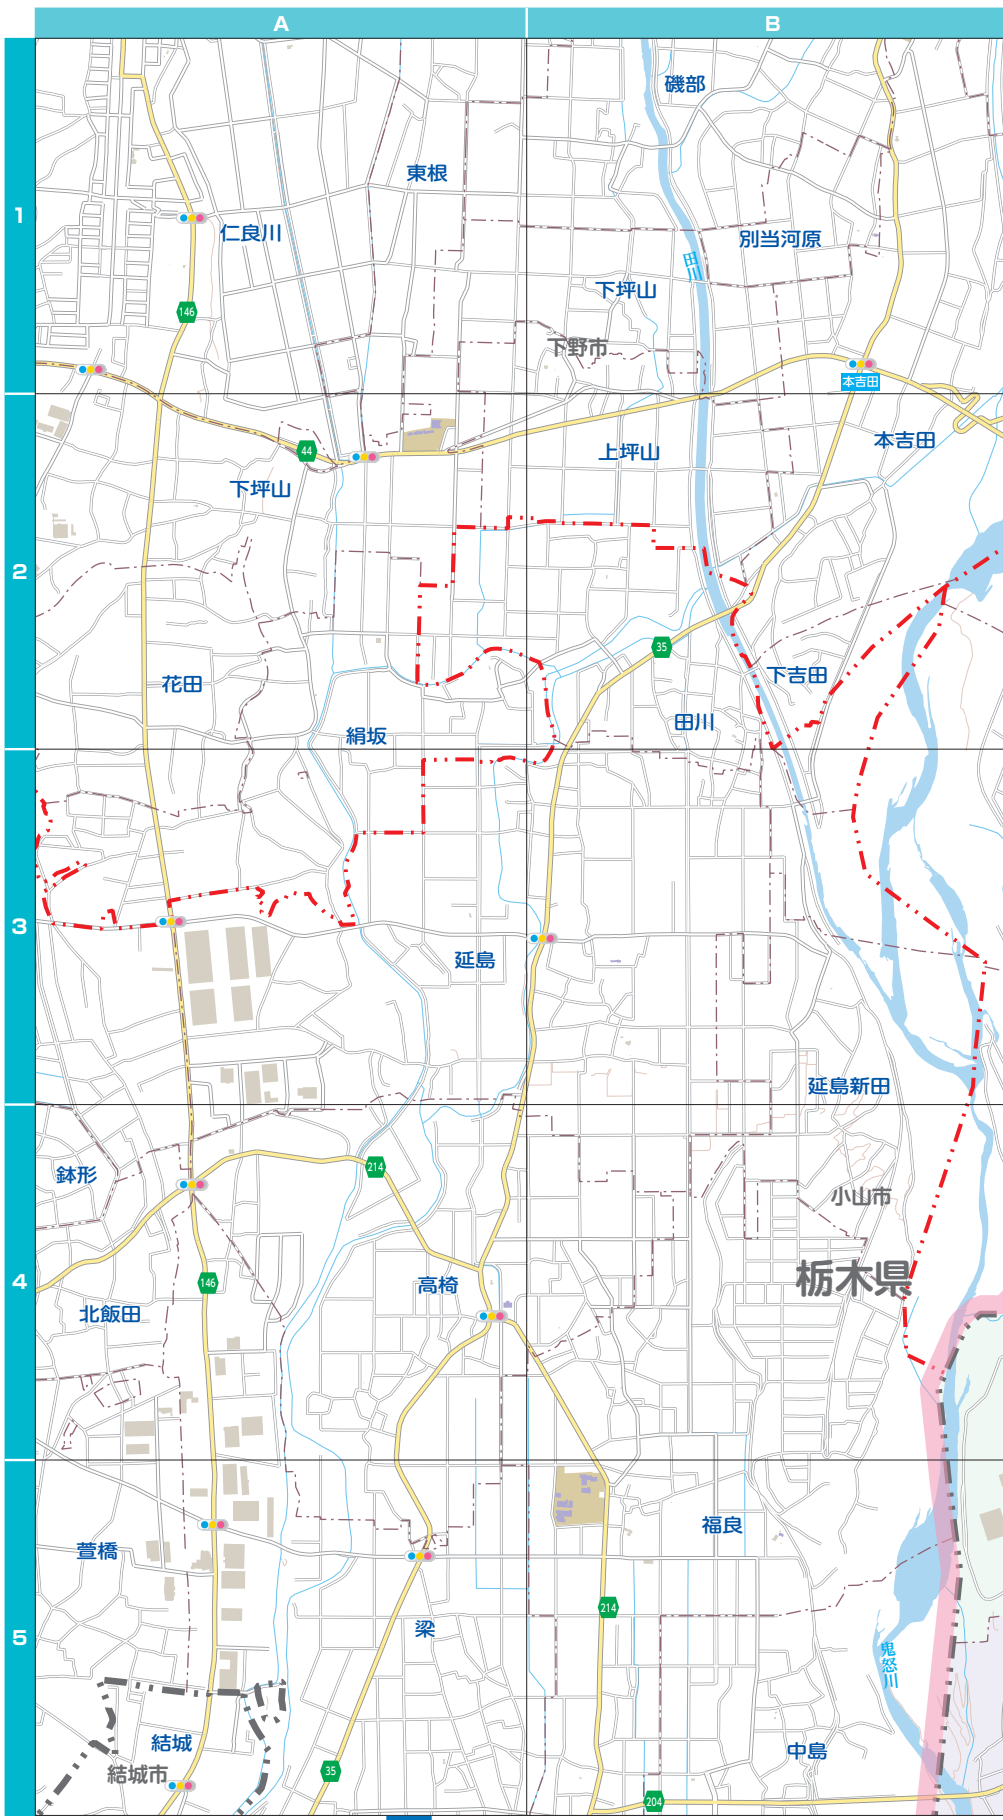 A
B
1
磯部
東根
仁良川
別当河原
田川
下坪山
146
下野市
本吉田
2
本吉田
上坪山
44
下坪山
35
下吉田
花田
田川
絹坂
3
延島
延島新田
4
214
鉢形
小山市
栃木県
高椅
146
北飯田
5
福良
萱橋
214
梁
鬼怒川
結城
中島
結城市
35
204